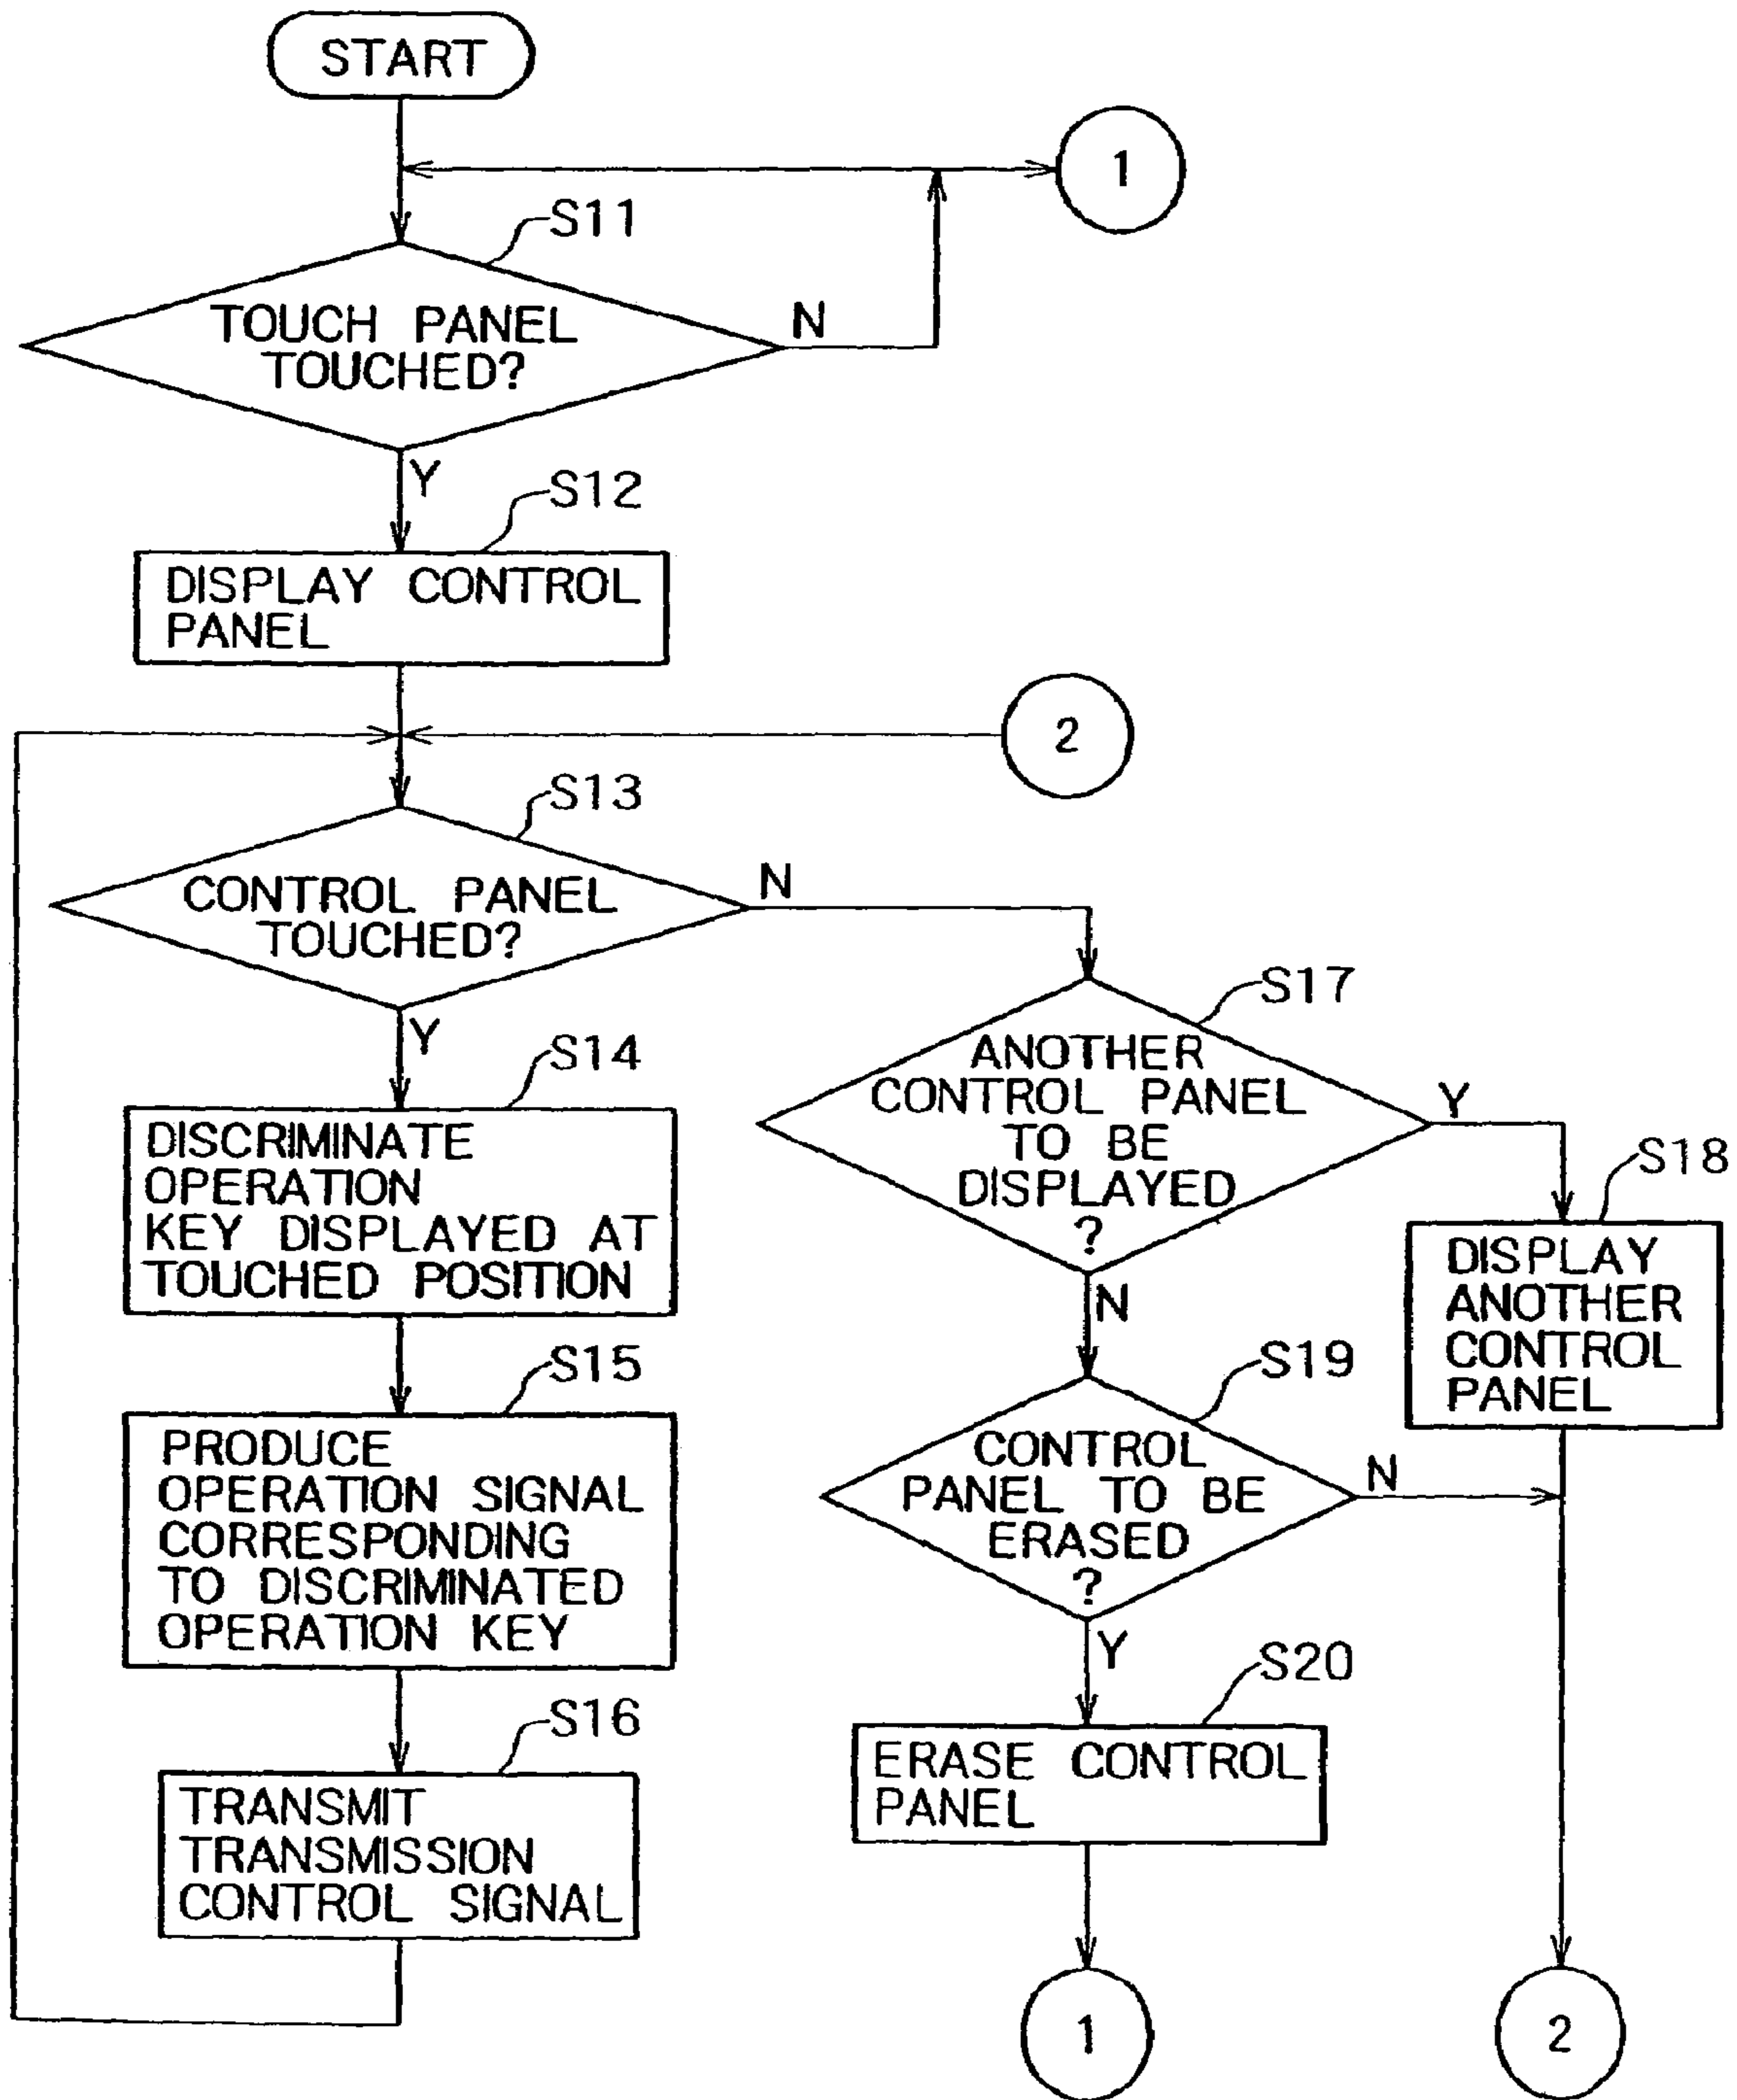 START
1
S11
TOUCH PANEL
TOUCHED?
N
Y
S12
DISPLAY CONTROL
PANEL
2
S13
CONTROL PANEL
TOUCHED?
N
Y
S14
DISCRIMINATE
OPERATION
KEY DISPLAYED AT
TOUCHED POSITION
S15
PRODUCE
OPERATION SIGNAL
CORRESPONDING
TO DISCRIMINATED
OPERATION KEY
S16
TRANSMIT
TRANSMISSION
CONTROL SIGNAL
S17
ANOTHER
CONTROL PANEL
TO BE
DISPLAYED
?
Y
N
S18
DISPLAY
ANOTHER
CONTROL
PANEL
S19
CONTROL
PANEL TO BE
ERASED
?
N
Y
S20
ERASE CONTROL
PANEL
1
2